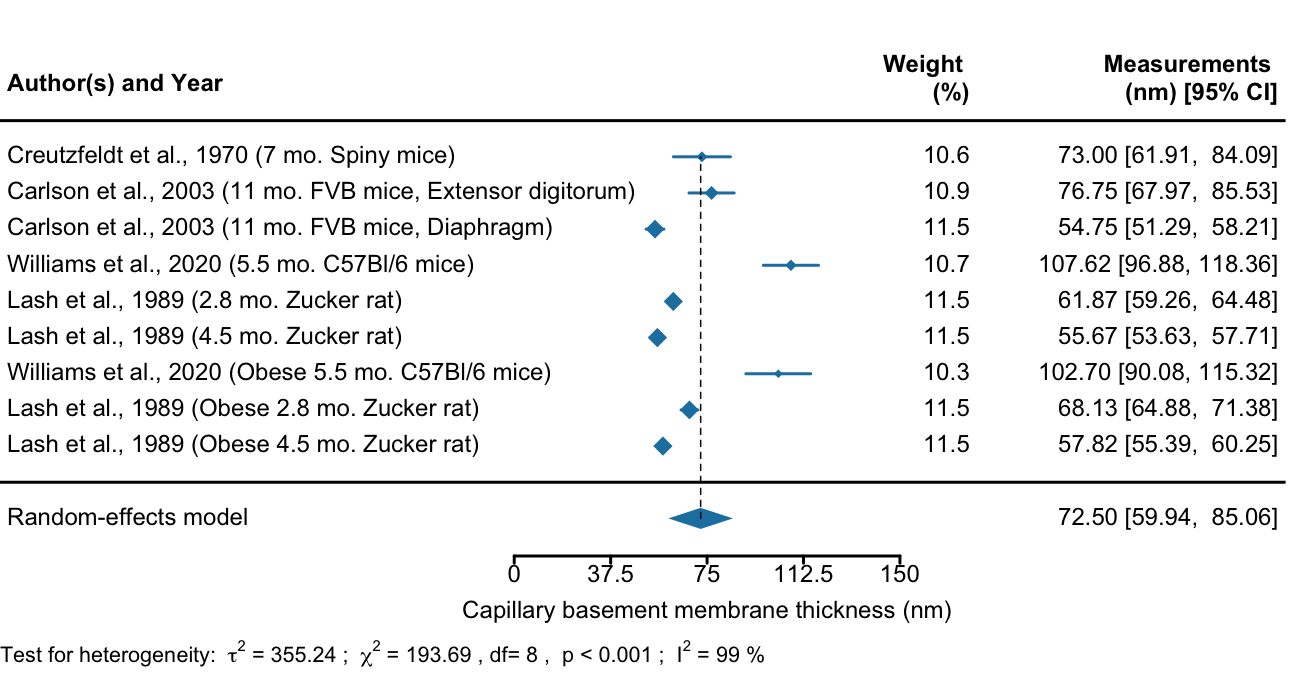 Author(s) and Year Weight (%) Measurements (nm) [95% CI]
Creutzfeldt et al., 1970 (7 mo. Spiny mice) 10.6 73.00 [61.91, 84.09]
Carlson et al., 2003 (11 mo. FVB mice, Extensor digitorum) 10.9 76.75 [67.97, 85.53]
Carlson et al., 2003 (11 mo. FVB mice, Diaphragm) 11.5 54.75 [51.29, 58.21]
Williams et al., 2020 (5.5 mo. C57Bl/6 mice) 10.7 107.62 [96.88, 118.36]
Lash et al., 1989 (2.8 mo. Zucker rat) 11.5 61.87 [59.26, 64.48]
Lash et al., 1989 (4.5 mo. Zucker rat) 11.5 55.67 [53.63, 57.71]
Williams et al., 2020 (Obese 5.5 mo. C57Bl/6 mice) 10.3 102.70 [90.08, 115.32]
Lash et al., 1989 (Obese 2.8 mo. Zucker rat) 11.5 68.13 [64.88, 71.38]
Lash et al., 1989 (Obese 4.5 mo. Zucker rat) 11.5 57.82 [55.39, 60.25]
Random-effects model 72.50 [59.94, 85.06]
0 37.5 75 112.5 150
Capillary basement membrane thickness (nm)
Test for heterogeneity: τ² = 355.24 ; χ² = 193.69 , df= 8 , p < 0.001 ; I² = 99 %